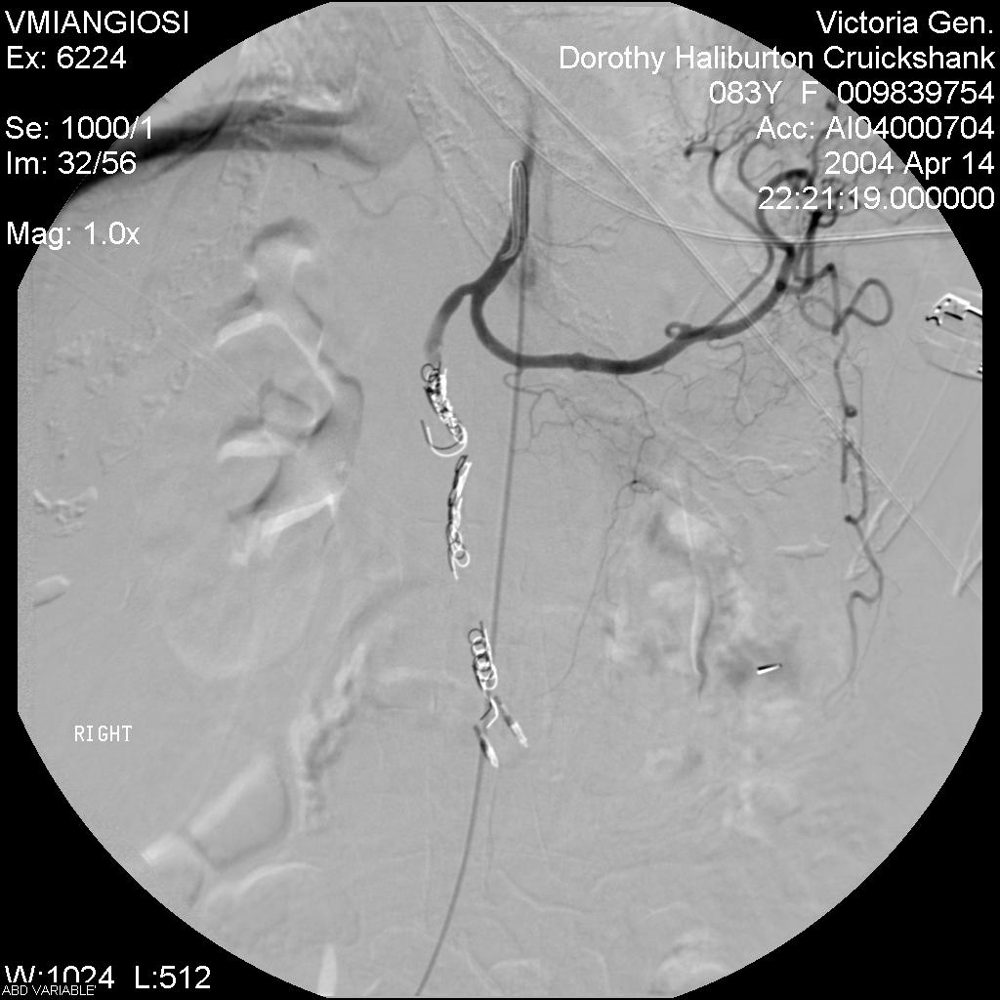 VMIANGIOSI
Ex: 6224
Se: 1000/1
Im: 32/56
Mag: 1.0x
Victoria Gen.
Dorothy Haliburton Cruickshank
083Y F 009839754
Acc: AI04000704
2004 Apr 14
22:21:19.000000
RIGHT
W:1024 L:512
ABD VARIABLE'